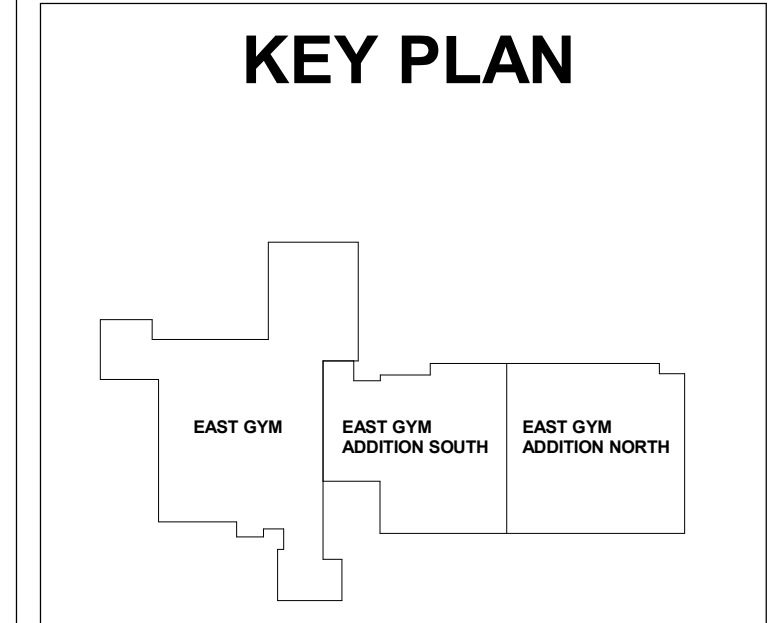 KEY PLAN
EAST GYM
EAST GYM
ADDITION SOUTH
EAST GYM
ADDITION NORTH